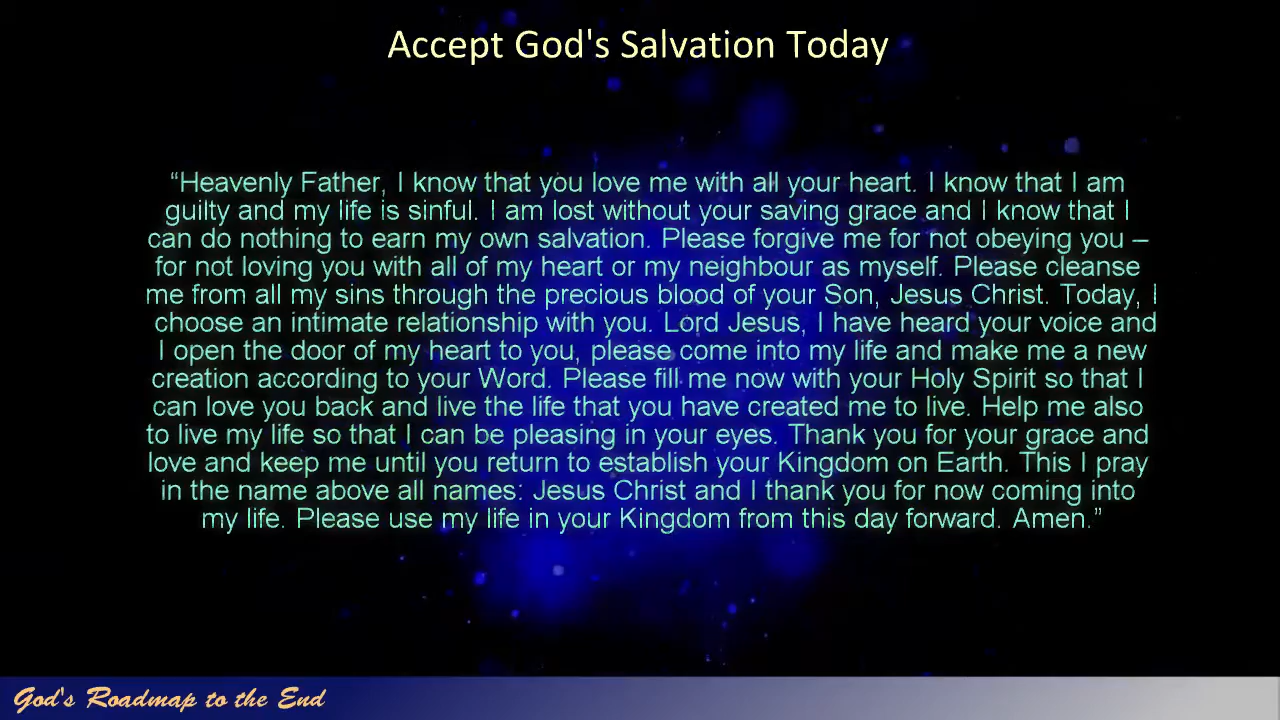 Accept God's Salvation Today
“Heavenly Father, I know that you love me with all your heart. I know that I am
guilty and my life is sinful. I am lost without your saving grace and I know that I
can do nothing to earn my own salvation. Please forgive me for not obeying you –
for not loving you with all of my heart or my neighbour as myself. Please cleanse
me from all my sins through the precious blood of your Son, Jesus Christ. Today, I
choose an intimate relationship with you. Lord Jesus, I have heard your voice and
I open the door of my heart to you, please come into my life and make me a new
creation according to your Word. Please fill me now with your Holy Spirit so that I
can love you back and live the life that you have created me to live. Help me also
to live my life so that I can be pleasing in your eyes. Thank you for your grace and
love and keep me until you return to establish your Kingdom on Earth. This I pray
in the name above all names: Jesus Christ and I thank you for now coming into
my life. Please use my life in your Kingdom from this day forward. Amen.”
God's Roadmap to the End